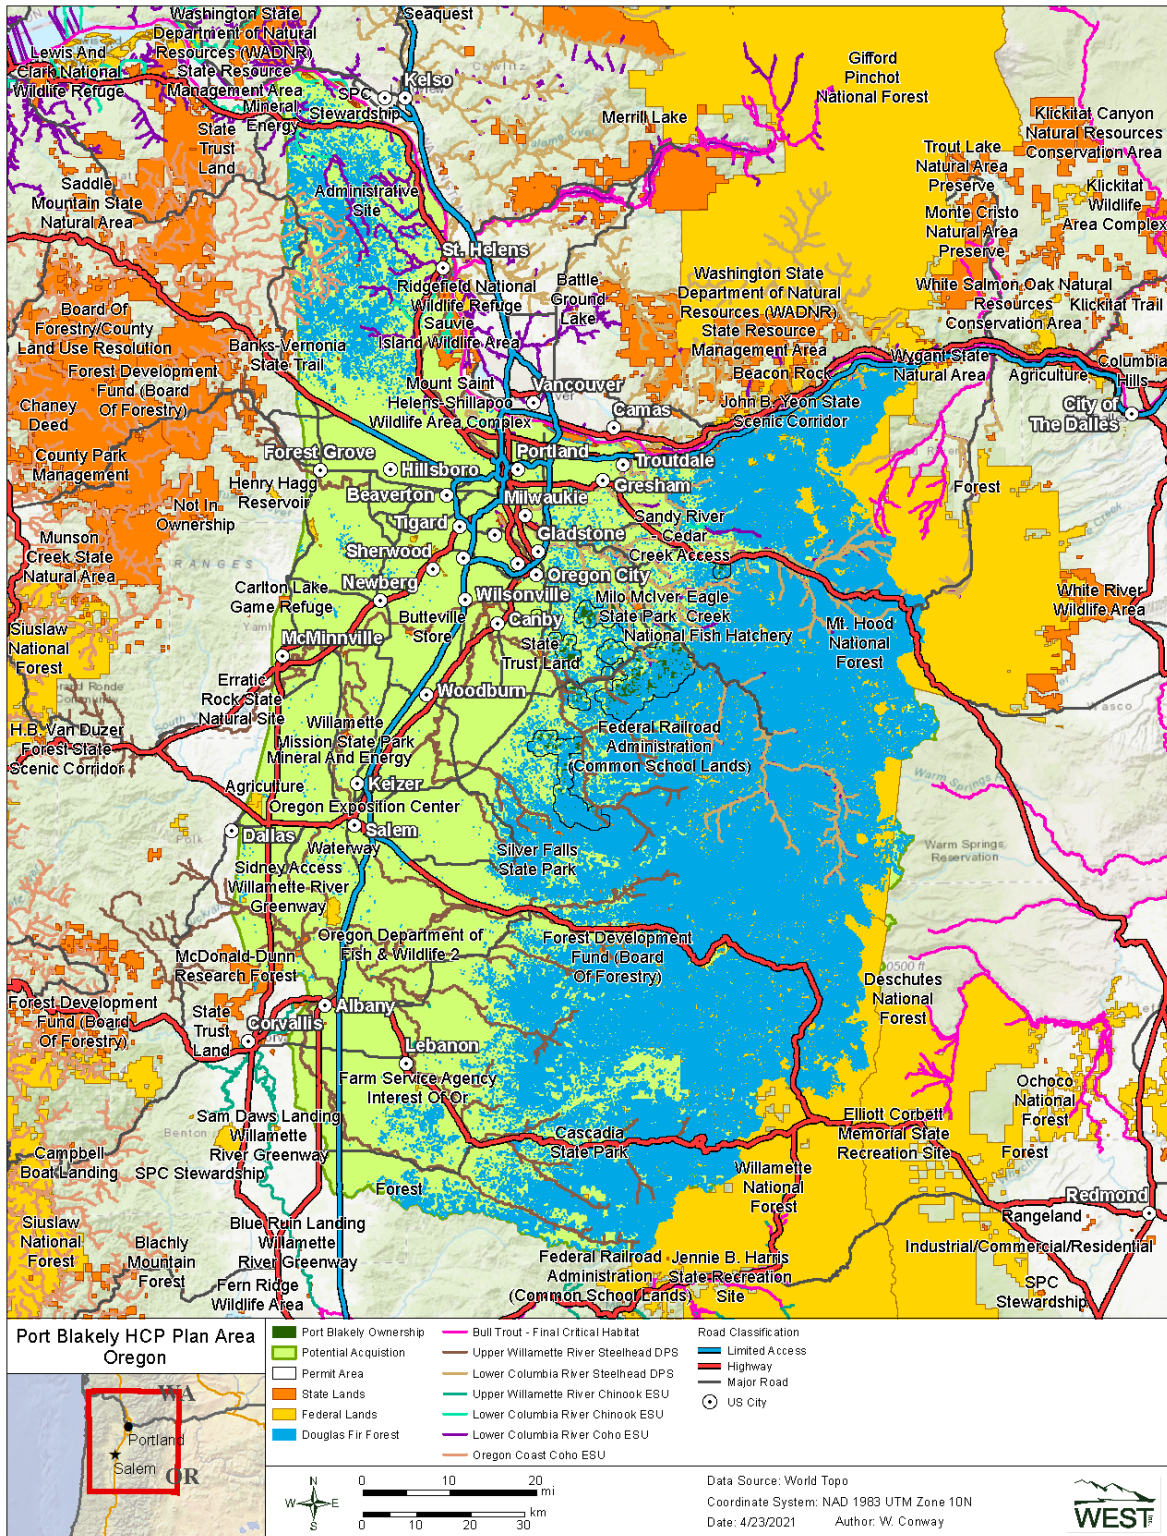 Seaquest
Washington State
Department of Natural
Resources (WADNR)
State Resource
Management Area
Lewis And
Clark National
Wildlife Refuge
Mineral
Energy
SPC
Stewardship
Kelso
State
Trust
Land
Merrill Lake
Gifford
Pinchot
National Forest
Klickitat Canyon
Natural Resources
Conservation Area
Trout Lake
Natural Area
Preserve
Klickitat
Wildlife
Area Complex
Monte Cristo
Natural Area
Preserve
Saddle
Mountain State
Natural Area
Administrative
Site
St. Helens
Ridgefield National
Wildlife Refuge
Sauvie
Island Wildlife Area
Battle
Ground
Lake
Washington State
Department of Natural
Resources (WADNR)
State Resource
Management Area
White Salmon Oak Natural
Resources
Conservation Area
Klickitat Trail
Board Of
Forestry/County
Land Use Resolution
Banks-Vernonia
State Trail
Forest Development
Fund (Board
Of Forestry)
Beacon Rock
Wygant State
Natural Area
Agriculture
Columbia
Hills
Mount Saint
Helens-Shillapoo
Wildlife Area Complex
Vancouver
Camas
John B. Yeon State
Scenic Corridor
City of
The Dalles
Chaney
Deed
County Park
Management
Forest Grove
Hillsboro
Portland
Troutdale
Gresham
Henry Hagg
Reservoir
Beaverton
Milwaukie
Forest
Not In
Ownership
Tigard
Gladstone
Sandy River
- Cedar
Creek Access
Munson
Creek State
Natural Area
RANGES
Sherwood
Newberg
Oregon City
Carlton Lake
Game Refuge
Wilsonville
Milo McIver Eagle
State Park Creek
National Fish Hatchery
White River
Wildlife Area
Butteville
Store
Canby
Siuslaw
National
Forest
McMinnville
State
Trust Land
Mt. Hood
National
Forest
Erratic
Rock State
Natural Site
Woodburn
Wasco
H.B. Van Duzer
Forest State
Scenic Corridor
Willamette
Mission State Park
Mineral And Energy
Federal Railroad
Administration
(Common School Lands)
Agriculture
Keizer
Oregon Exposition Center
Dallas
Salem
Polk
Waterway
Silver Falls
State Park
Warm Springs
Reservation
Sidney Access
Willamette River
Greenway
McDonald-Dunn
Research Forest
Oregon Department of
Fish & Wildlife 2
Forest Development
Fund (Board
Of Forestry)
Deschutes
National
Forest
Forest Development
Fund (Board
Of Forestry)
State
Trust
Land
Albany
Corvallis
Lebanon
Farm Service Agency
Interest Of Or
Ochoco
National
Forest
Sam Daws Landing
Willamette
River Greenway
Benton
Cascadia
State Park
Elliott Corbett
Memorial State
Recreation Site
Forest
Campbell
Boat Landing
SPC Stewardship
Forest
Willamette
National
Forest
Redmond
Rangeland
Siuslaw
National
Forest
Blue Ruin Landing
Willamette
River Greenway
Blachly
Mountain
Forest
Fern Ridge
Wildlife Area
Federal Railroad
Administration
(Common School Lands)
Jennie B. Harris
State Recreation
Site
Industrial/Commercial/Residential
SPC
Stewardship
Port Blakely HCP Plan Area
Oregon
WA
Portland
Salem
OR
Port Blakely Ownership
Potential Acquistion
Permit Area
State Lands
Federal Lands
Douglas Fir Forest
Bull Trout - Final Critical Habitat
Upper Willamette River Steelhead DPS
Lower Columbia River Steelhead DPS
Upper Willamette River Chinook ESU
Lower Columbia River Chinook ESU
Lower Columbia River Coho ESU
Oregon Coast Coho ESU
Road Classification
Limited Access
Highway
Major Road
US City
N
W E
S
0 10 20
mi
km
0 10 20 30
Data Source: World Topo
Coordinate System: NAD 1983 UTM Zone 10N
Date: 4/23/2021 Author: W. Conway
WEST Inc.